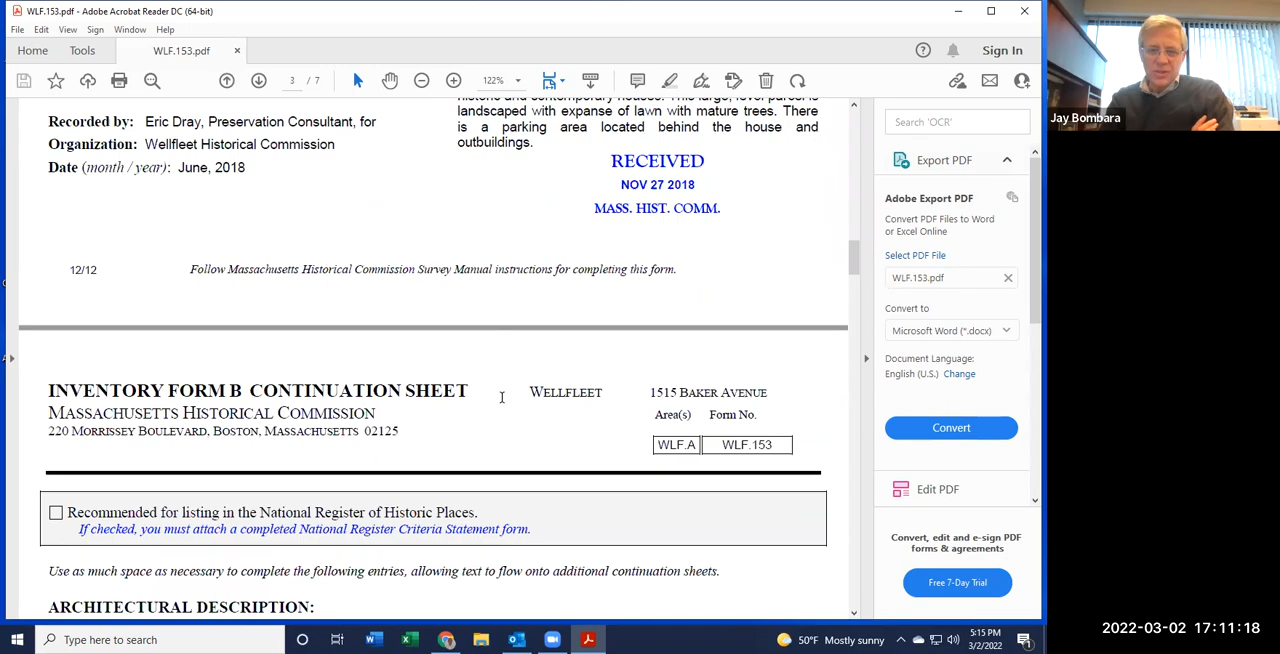 WLF.153.pdf - Adobe Acrobat Reader DC (64-bit)
File Edit View Sign Window Help
Home Tools WLF.153.pdf × Sign In
3 / 7 122%
historic and contemporary houses. This large, level parcel is
landscaped with expanse of lawn with mature trees. There
is a parking area located behind the house and
outbuildings.
Recorded by: Eric Dray, Preservation Consultant, for
Organization: Wellfleet Historical Commission
Date (month / year): June, 2018
RECEIVED
NOV 27 2018
MASS. HIST. COMM.
12/12 Follow Massachusetts Historical Commission Survey Manual instructions for completing this form.
INVENTORY FORM B CONTINUATION SHEET WELLFLEET 1515 BAKER AVENUE
MASSACHUSETTS HISTORICAL COMMISSION Area(s) Form No.
220 MORRISSEY BOULEVARD, BOSTON, MASSACHUSETTS 02125
WLF.A WLF.153
Recommended for listing in the National Register of Historic Places.
If checked, you must attach a completed National Register Criteria Statement form.
Use as much space as necessary to complete the following entries, allowing text to flow onto additional continuation sheets.
ARCHITECTURAL DESCRIPTION:
Search 'OCR'
Export PDF
Adobe Export PDF
Convert PDF Files to Word
or Excel Online
Select PDF File
WLF.153.pdf
Convert to
Microsoft Word (*.docx)
Document Language:
English (U.S.) Change
Convert
Edit PDF
Convert, edit and e-sign PDF
forms & agreements
Free 7-Day Trial
Type here to search
50°F Mostly sunny
5:15 PM
3/2/2022
Jay Bombara
2022-03-02 17:11:18